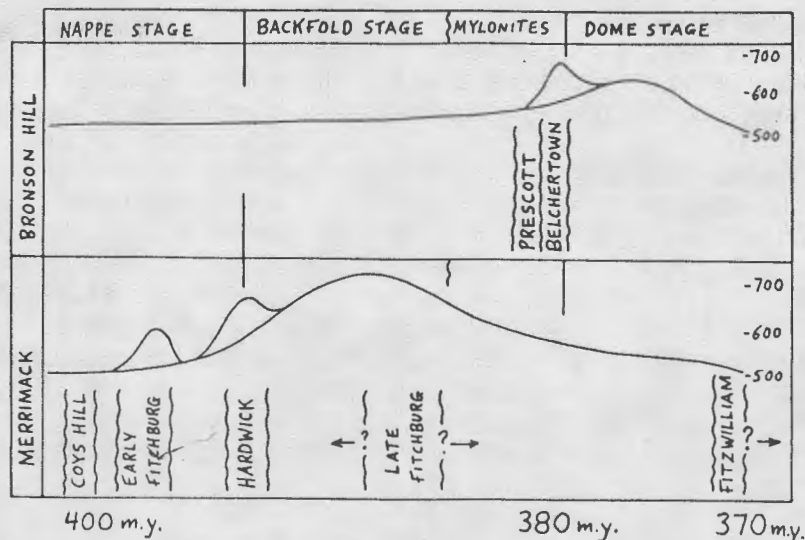 NAPPE STAGE
BACKFOLD STAGE
MYLONITES
DOME STAGE
BRONSON HILL
-700
-600
-500
PRESCOTT
BELCHERTOWN
MERRIMACK
-700
-600
-500
COYS HILL
EARLY
FITCHBURG
HARDWICK
?
LATE
FITCHBURG
?
FITZWILLIAM
?
400 m.y.
380 m.y.
370 m.y.